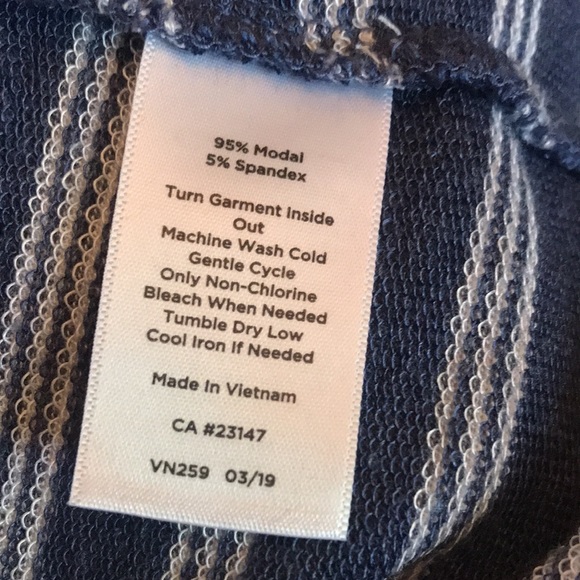 95% Modal
5% Spandex
Turn Garment Inside
Out
Machine Wash Cold
Gentle Cycle
Only Non-Chlorine
Bleach When Needed
Tumble Dry Low
Cool Iron If Needed
Made In Vietnam
CA #23147
VN259 03/19